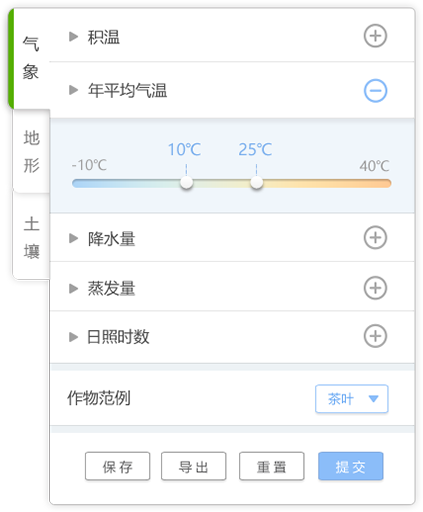 气象
地形
土壤
积温
年平均气温
10℃ 25℃
-10℃ 40℃
降水量
蒸发量
日照时数
作物范例 茶叶
保存 导出 重置 提交